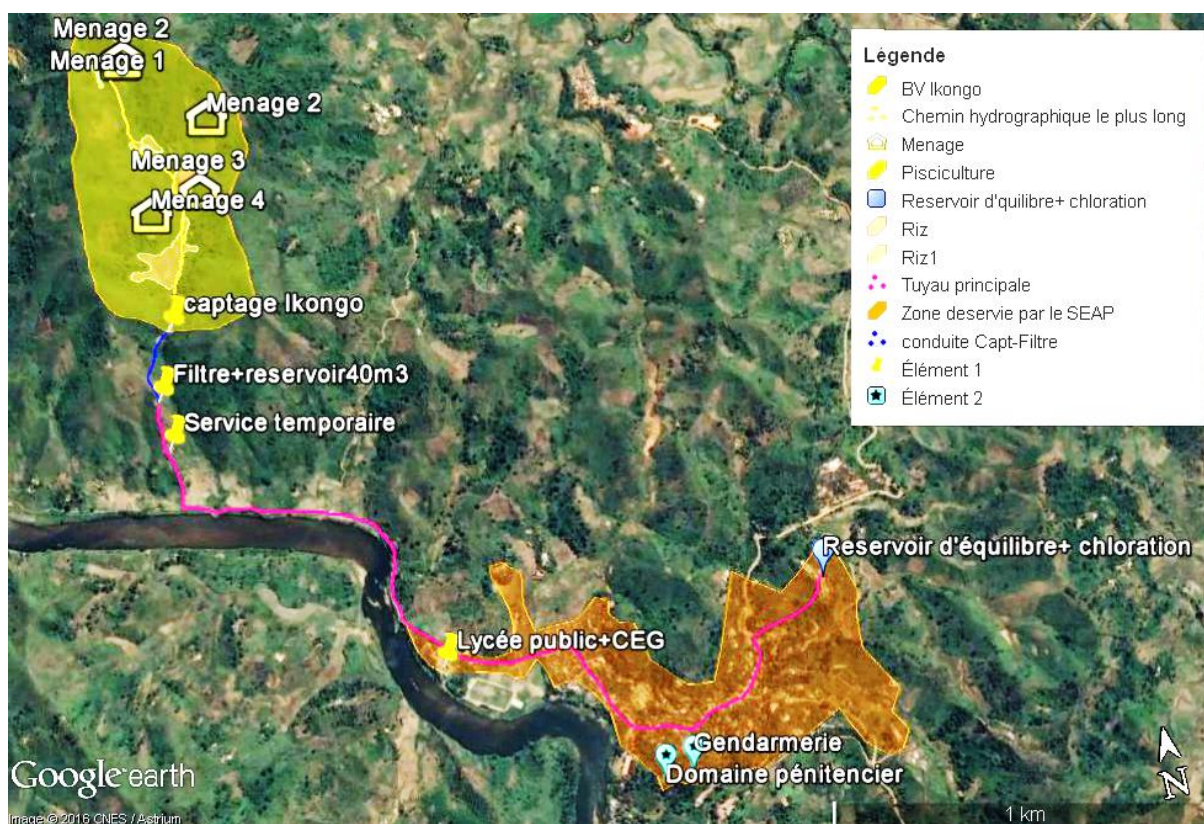 Menage 2
Menage 1
Menage 2
Menage 3
Menage 4
captage Ikongo
Filtre+reservoir40m3
Service temporaire
Reservoir d'équilibre+ chloration
Lycée public+CEG
Gendarmerie
Domaine pénitencier
Légende
BV Ikongo
Chemin hydrographique le plus long
Menage
Pisciculture
Reservoir d'quilibre+ chloration
Riz
Riz1
Tuyau principale
Zone deservie par le SEAP
conduite Capt-Filtre
Élément 1
Élément 2
Google earth
Image © 2016 CNES / Astrium
1 km
N